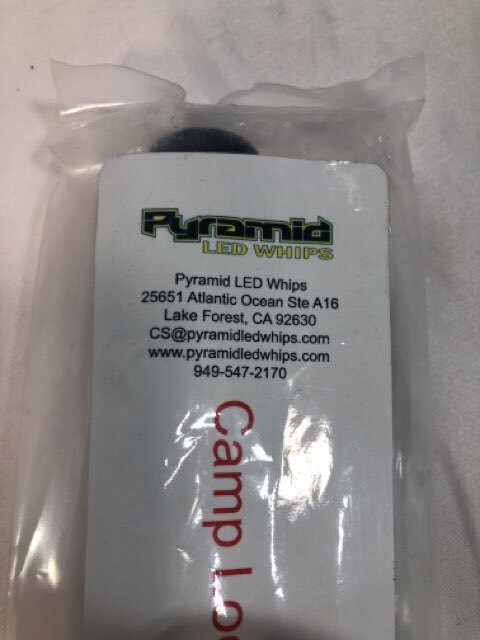 Pyramid
LED WHIPS
Pyramid LED Whips
25651 Atlantic Ocean Ste A16
Lake Forest, CA 92630
CS@pyramidledwhips.com
www.pyramidledwhips.com
949-547-2170
Camp